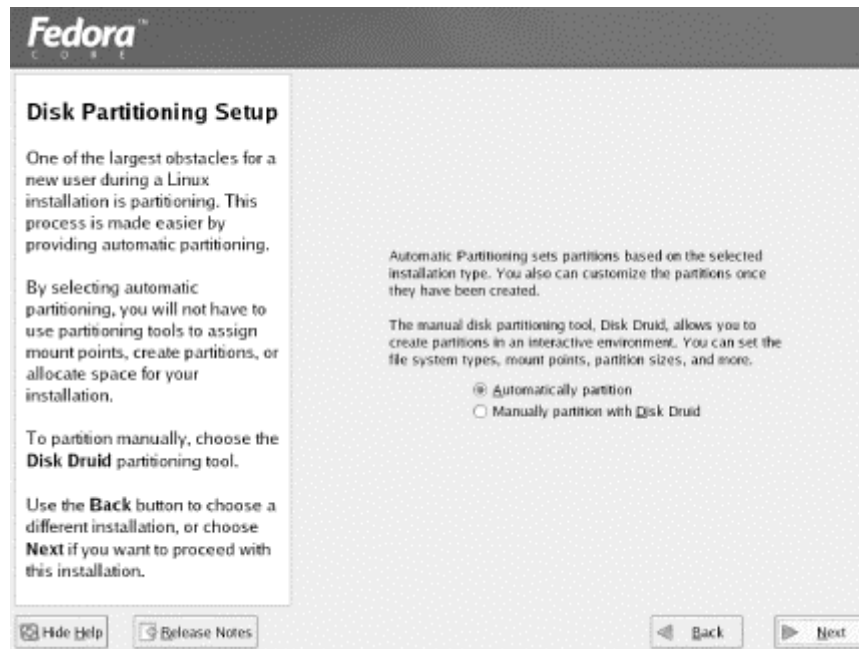 Fedora™
CORE
Disk Partitioning Setup
One of the largest obstacles for a
new user during a Linux
installation is partitioning. This
process is made easier by
providing automatic partitioning.
By selecting automatic
partitioning, you will not have to
use partitioning tools to assign
mount points, create partitions, or
allocate space for your
installation.
To partition manually, choose the
Disk Druid partitioning tool.
Use the Back button to choose a
different installation, or choose
Next if you want to proceed with
this installation.
Automatic Partitioning sets partitions based on the selected
installation type. You also can customize the partitions once
they have been created.
The manual disk partitioning tool, Disk Druid, allows you to
create partitions in an interactive environment. You can set the
file system types, mount points, partition sizes, and more.
Automatically partition
Manually partition with Disk Druid
Hide Help
Release Notes
Back
Next